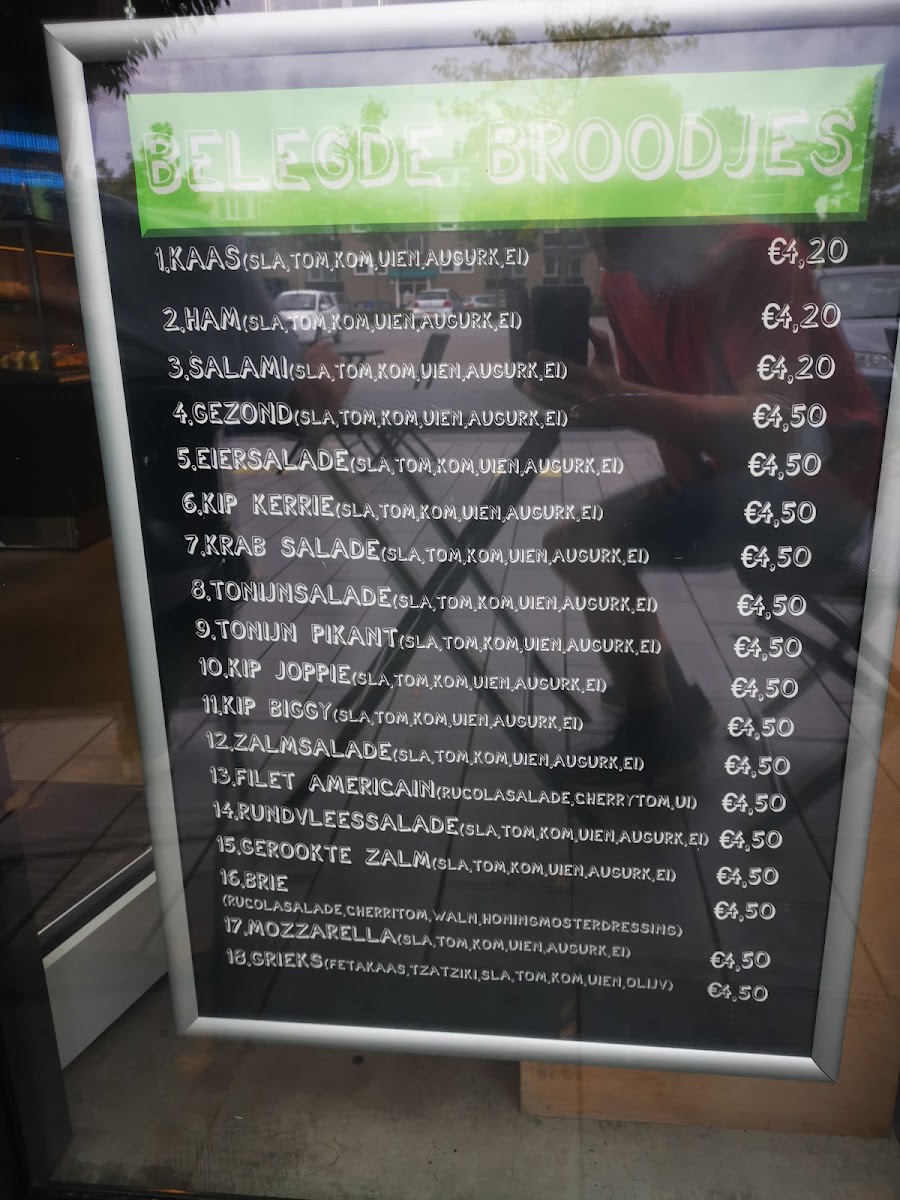 BELEGDE BROODJES
1.KAAS(SLA,TOM,KOM,UIEN,AUGURK,EI) €4,20
2.HAM(SLA,TOM,KOM,UIEN,AUGURK,EI) €4,20
3.SALAMI(SLA,TOM,KOM,UIEN,AUGURK,EI) €4,20
4.GEZOND(SLA,TOM,KOM,UIEN,AUGURK,EI) €4,50
5.EIERSALADE(SLA,TOM,KOM,UIEN,AUGURK,EI) €4,50
6.KIP KERRIE(SLA,TOM,KOM,UIEN,AUGURK,EI) €4,50
7.KRAB SALADE(SLA,TOM,KOM,UIEN,AUGURK,EI) €4,50
8.TONIJNSALADE(SLA,TOM,KOM,UIEN,AUGURK,EI) €4,50
9.TONIJN PIKANT(SLA,TOM,KOM,UIEN,AUGURK,EI) €4,50
10.KIP JOPPIE(SLA,TOM,KOM,UIEN,AUGURK,EI) €4,50
11.KIP BIGGY(SLA,TOM,KOM,UIEN,AUGURK,EI) €4,50
12.ZALMSALADE(SLA,TOM,KOM,UIEN,AUGURK,EI) €4,50
13.FILET AMERICAIN(RUCOLASALADE,CHERRYTOM,UI) €4,50
14.RUNDVLEESSALADE(SLA,TOM,KOM,UIEN,AUGURK,EI) €4,50
15.GEROOKTE ZALM(SLA,TOM,KOM,UIEN,AUGURK,EI) €4,50
16.BRIE
(RUCOLASALADE,CHERRITOM,WALN,HONINGMOSTERDRESSING) €4,50
17.MOZZARELLA(SLA,TOM,KOM,UIEN,AUGURK,EI) €4,50
18.GRIEKS(FETAKAAS,TZATZIKI,SLA,TOM,KOM,UIEN,OLIJV) €4,50